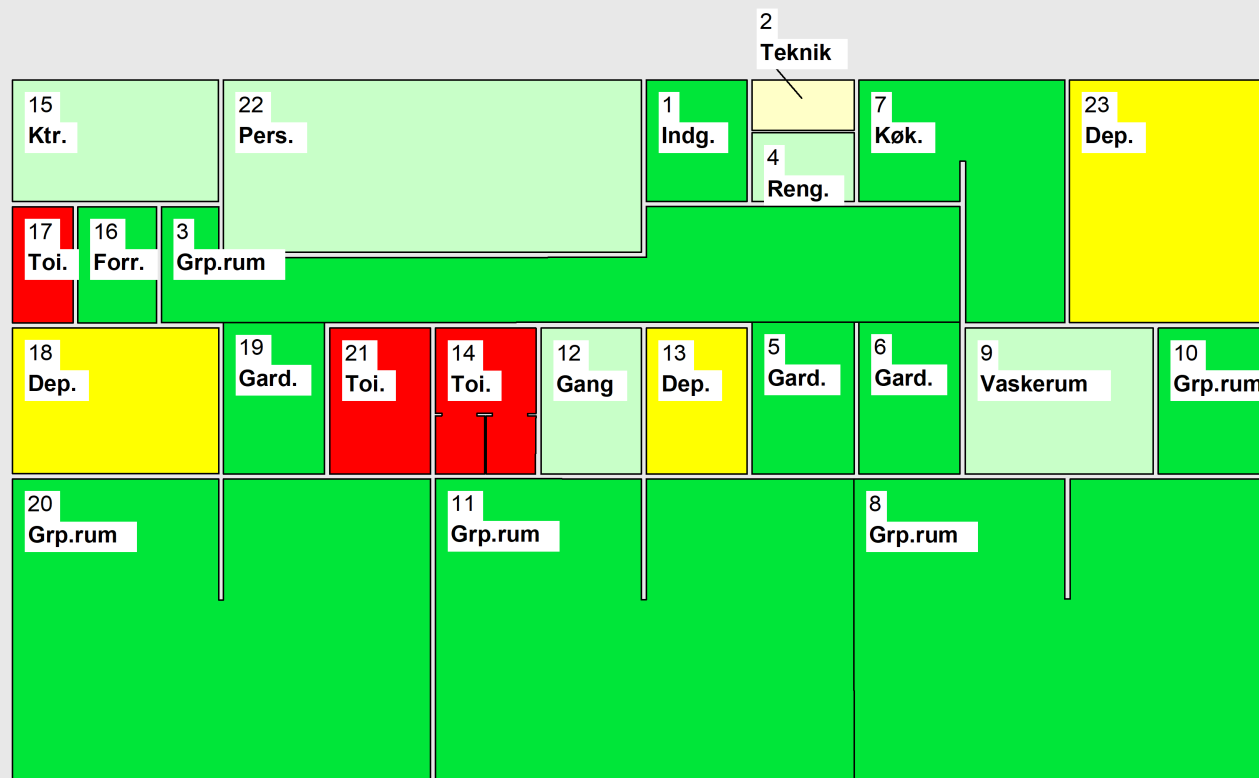 2
Teknik
15
Ktr.
22
Pers.
1
Indg.
7
Køk.
23
Dep.
4
Reng.
17
Toi.
16
Forr.
3
Grp.rum
18
Dep.
19
Gard.
21
Toi.
14
Toi.
12
Gang
13
Dep.
5
Gard.
6
Gard.
9
Vaskerum
10
Grp.rum
20
Grp.rum
11
Grp.rum
8
Grp.rum